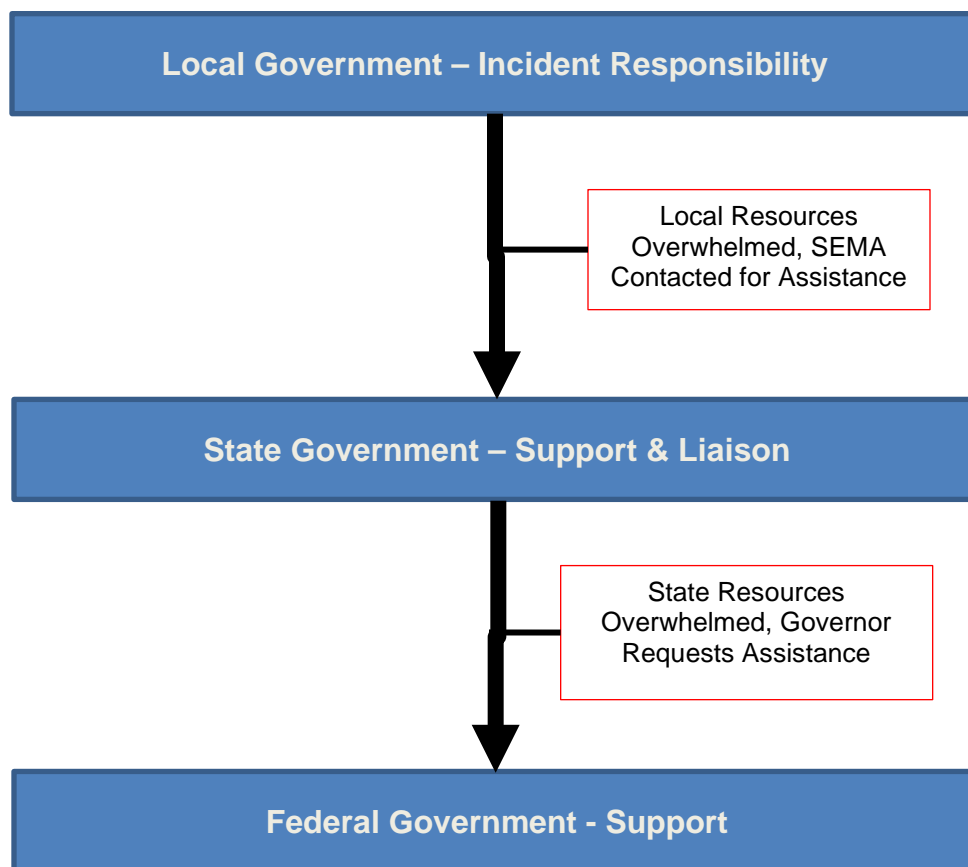 Local Government – Incident Responsibility
Local Resources
Overwhelmed, SEMA
Contacted for Assistance
State Government – Support & Liaison
State Resources
Overwhelmed, Governor
Requests Assistance
Federal Government - Support